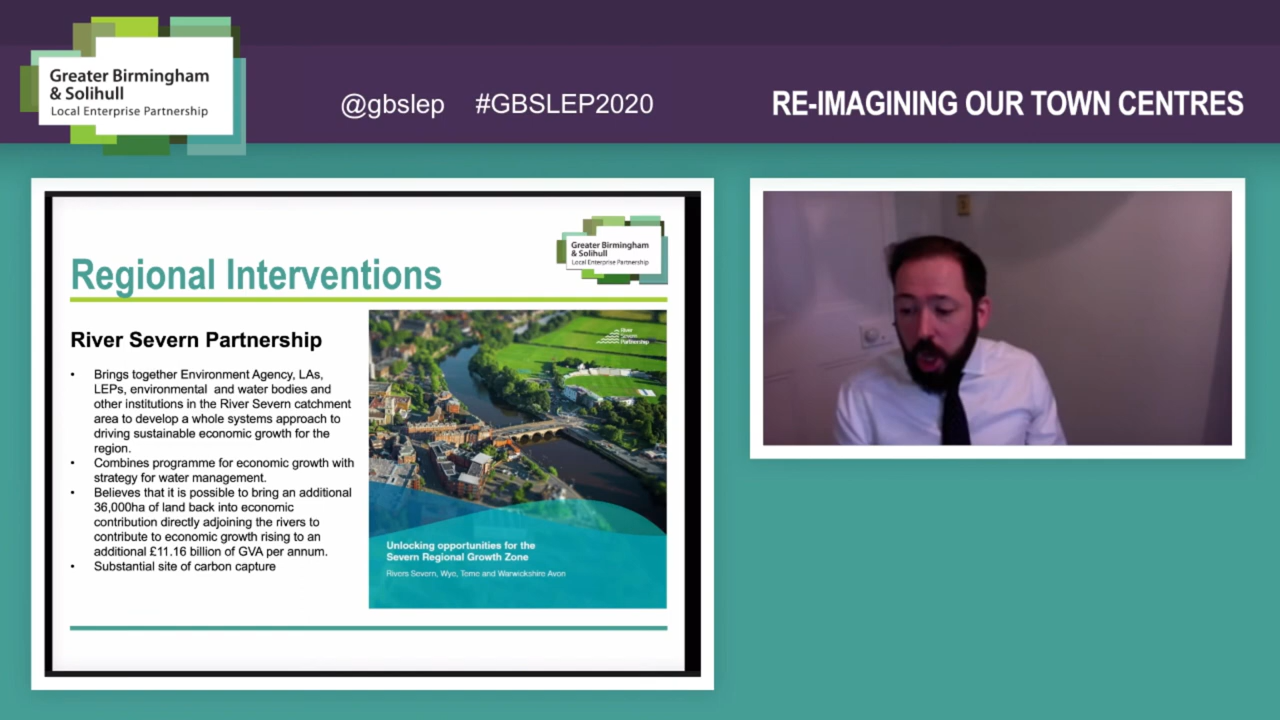 Greater Birmingham
& Solihull
Local Enterprise Partnership
@gbslep #GBSLEP2020
RE-IMAGINING OUR TOWN CENTRES
Greater Birmingham
& Solihull
Local Enterprise Partnership
Regional Interventions
River Severn Partnership
• Brings together Environment Agency, LAs,
LEPs, environmental and water bodies and
other institutions in the River Severn catchment
area to develop a whole systems approach to
driving sustainable economic growth for the
region.
• Combines programme for economic growth with
strategy for water management.
• Believes that it is possible to bring an additional
36,000ha of land back into economic
contribution directly adjoining the rivers to
contribute to economic growth rising to an
additional £11.16 billion of GVA per annum.
• Substantial site of carbon capture
River
Severn
Partnership
Unlocking opportunities for the
Severn Regional Growth Zone
Rivers Severn, Wye, Teme and Warwickshire Avon